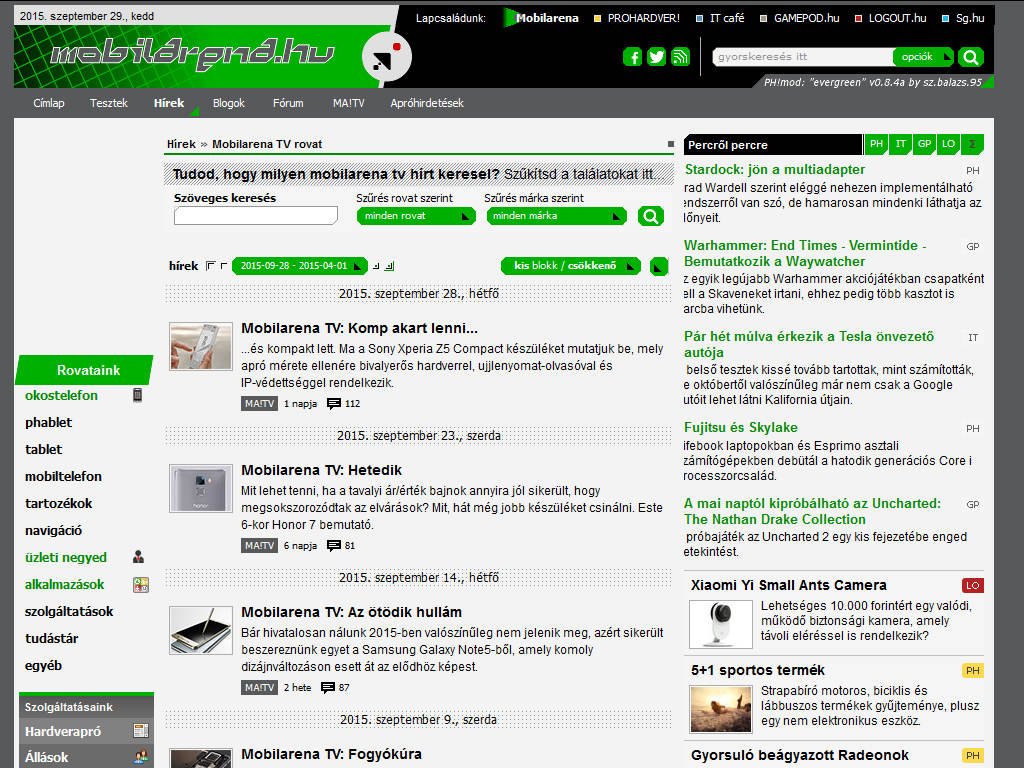 2015. szeptember 29., kedd
Lapcsaládunk:
Mobilarena
PROHARDVER!
IT café
GAMEPOD.hu
LOGOUT.hu
Sg.hu
mobilarena.hu
gyorskeresés itt
opciók
PH!mod: "evergreen" v0.8.4a by sz.balazs.95
Címlap
Tesztek
Hírek
Blogok
Fórum
MA!TV
Apróhirdetések
Rovataink
okostelefon
phablet
tablet
mobiltelefon
tartozékok
navigáció
üzleti negyed
alkalmazások
szolgáltatások
tudástár
egyéb
Szolgáltatásaink
Hardverapró
Állások
Hírek » Mobilarena TV rovat
Tudod, hogy milyen mobilarena tv hírt keresel? Szűkítsd a találatokat itt...
Szöveges keresés
Szűrés rovat szerint
Szűrés márka szerint
minden rovat
minden márka
hírek
2015-09-28 - 2015-04-01
kis blokk / csökkenő
2015. szeptember 28., hétfő
Mobilarena TV: Komp akart lenni...
...és kompakt lett. Ma a Sony Xperia Z5 Compact készüléket mutatjuk be, mely
apró mérete ellenére bivalyerős hardverrel, ujjlenyomat-olvasóval és
IP-védettséggel rendelkezik.
MA!TV 1 napja 112
2015. szeptember 23., szerda
Mobilarena TV: Hetedik
Mit lehet tenni, ha a tavalyi ár/érték bajnok annyira jól sikerült, hogy
megsokszorozódtak az elvárások? Mit, hát még jobb készüléket csinálni. Este
6-kor Honor 7 bemutató.
MA!TV 6 napja 81
2015. szeptember 14., hétfő
Mobilarena TV: Az ötödik hullám
Bár hivatalosan nálunk 2015-ben valószínűleg nem jelenik meg, azért sikerült
beszereznünk egyet a Samsung Galaxy Note5-ből, amely komoly
dizájnváltozáson esett át az elődhöz képest.
MA!TV 2 hete 87
2015. szeptember 9., szerda
Mobilarena TV: Fogyókúra
Percről percre
PH
IT
GP
LO
Σ
Stardock: jön a multiadapter PH
rad Wardell szerint eléggé nehezen implementálható
endszerről van szó, de hamarosan mindenki láthatja az
lőnyeit.
Warhammer: End Times - Vermintide - GP
Bemutatkozik a Waywatcher
z egyik legújabb Warhammer akciójátékban csapatként
ell a Skaveneket irtani, ehhez pedig több kasztot is
arcba vihetünk.
Pár hét múlva érkezik a Tesla önvezető IT
autója
belső tesztek kissé tovább tartottak, mint számították,
e októbertől valószínűleg már nem csak a Google
utóit lehet látni Kalifornia útjain.
Fujitsu és Skylake PH
ifebook laptopokban és Esprimo asztali
zámítógépekben debütál a hatodik generációs Core i
rocesszorcsalád.
A mai naptól kipróbálható az Uncharted: GP
The Nathan Drake Collection
próbajáték az Uncharted 2 egy kis fejezetébe enged
etekintést.
Xiaomi Yi Small Ants Camera LO
Lehetséges 10.000 forintért egy valódi,
működő biztonsági kamera, amely
távoli eléréssel is rendelkezik?
5+1 sportos termék PH
Strapabíró motoros, biciklis és
lábbuszos termékek gyűjteménye, plusz
egy nem elektronikus eszköz.
Gyorsuló beágyazott Radeonok PH